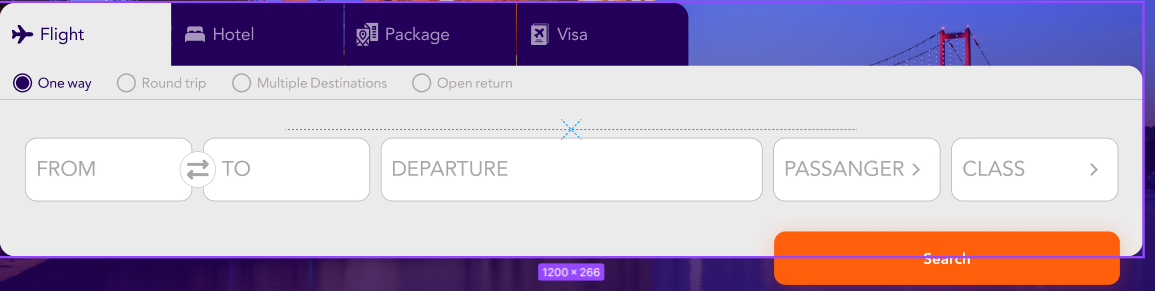 Flight Hotel Package Visa
One way Round trip Multiple Destinations Open return
FROM TO DEPARTURE PASSANGER CLASS
Search
1200 × 266